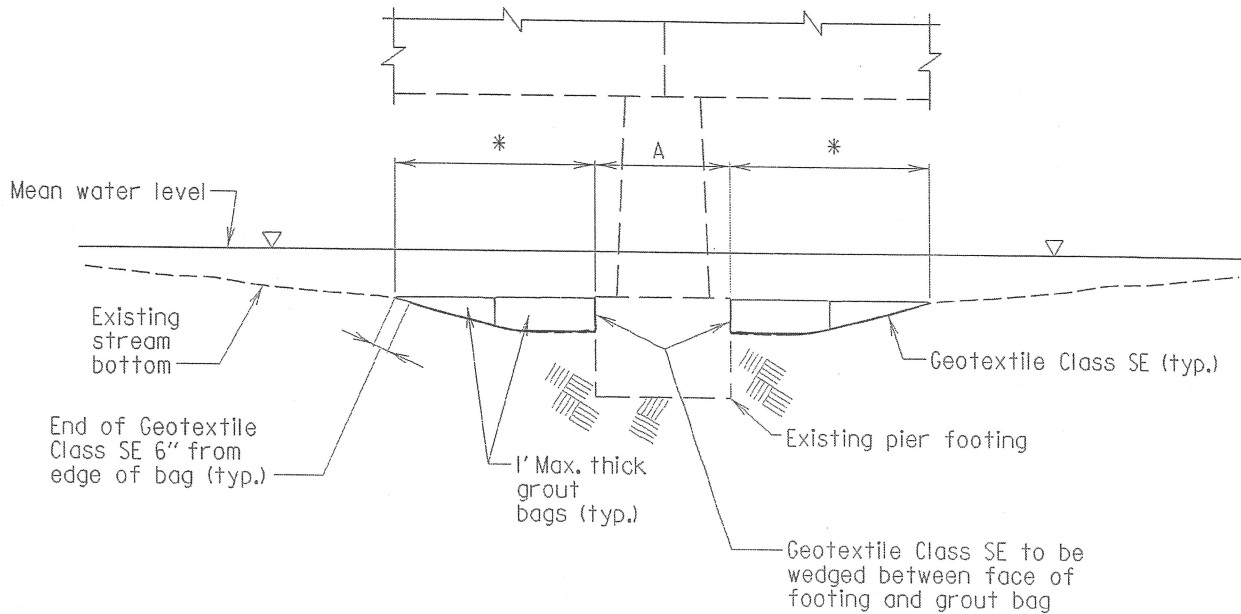 * A *
Mean water level
Existing
stream
bottom
Geotextile Class SE (typ.)
End of Geotextile
Class SE 6" from
edge of bag (typ.)
1' Max. thick
grout
bags (typ.)
Existing pier footing
Geotextile Class SE to be
wedged between face of
footing and grout bag